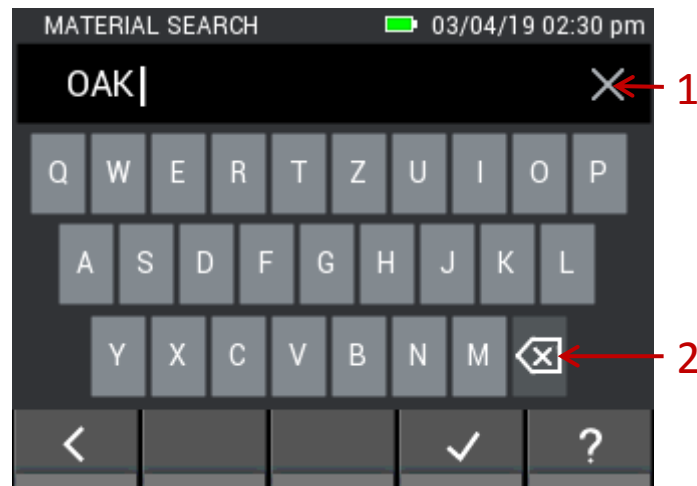 MATERIAL SEARCH 03/04/19 02:30 pm
OAK
1
Q W E R T Z U I O P
A S D F G H J K L
Y X C V B N M
2
?